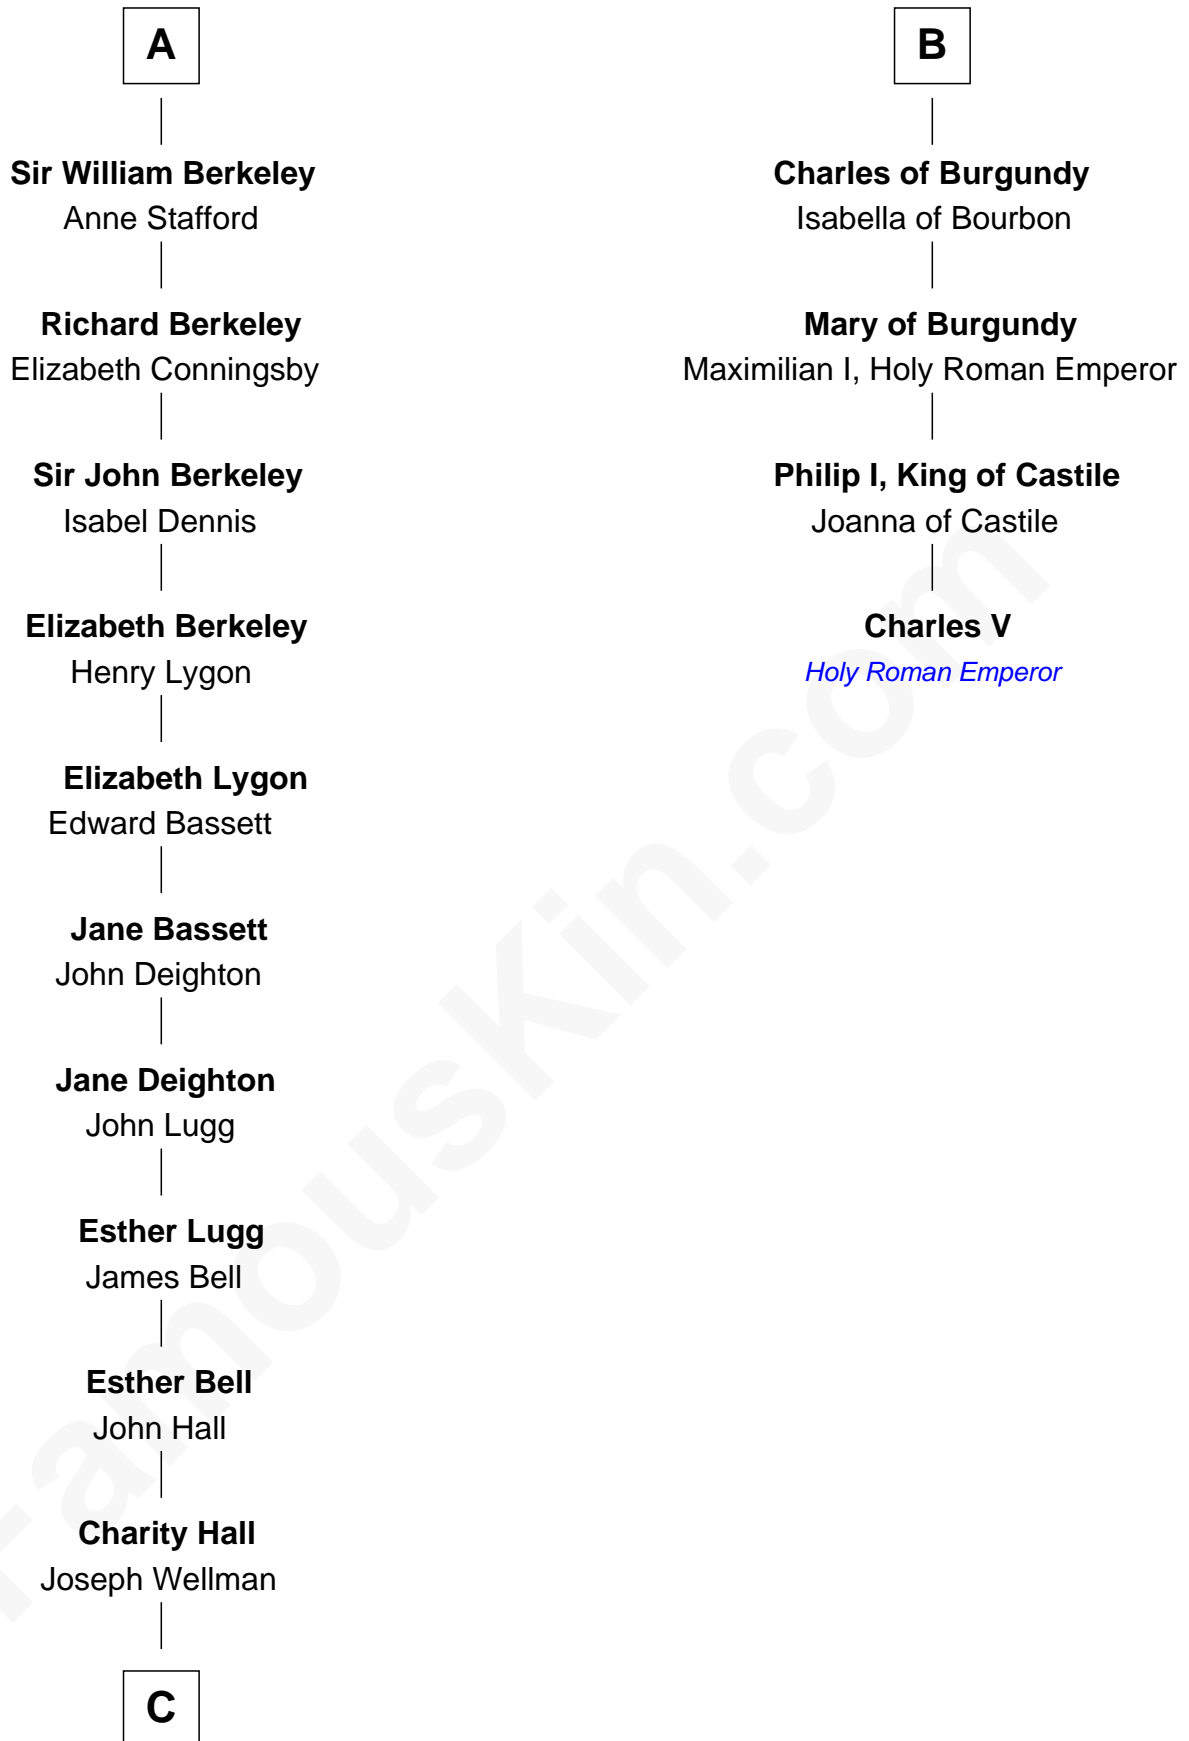 A
Sir William Berkeley
Anne Stafford
Richard Berkeley
Elizabeth Conningsby
Sir John Berkeley
Isabel Dennis
Elizabeth Berkeley
Henry Lygon
Elizabeth Lygon
Edward Bassett
Jane Bassett
John Deighton
Jane Deighton
John Lugg
Esther Lugg
James Bell
Esther Bell
John Hall
Charity Hall
Joseph Wellman
C
B
Charles of Burgundy
Isabella of Bourbon
Mary of Burgundy
Maximilian I, Holy Roman Emperor
Philip I, King of Castile
Joanna of Castile
Charles V
Holy Roman Emperor
FamousKin.com